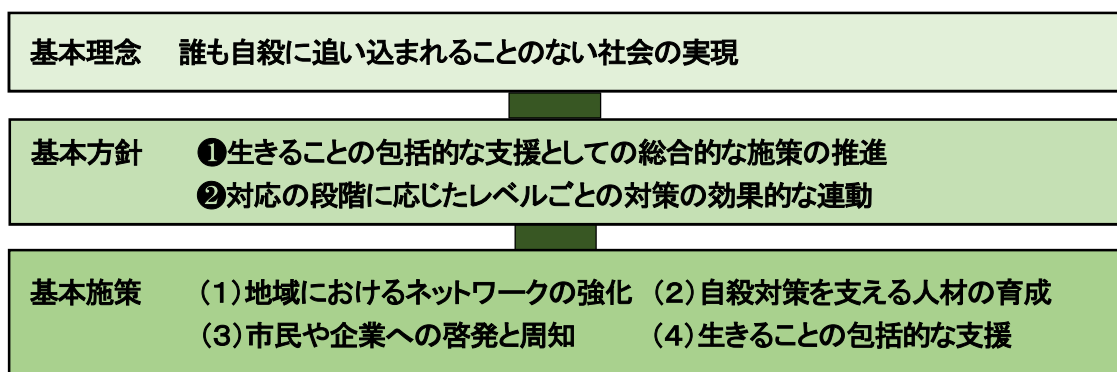 基本理念 誰も自殺に追い込まれることのない社会の実現
基本方針 ❶生きることの包括的な支援としての総合的な施策の推進
❷対応の段階に応じたレベルごとの対策の効果的な連動
基本施策 （１）地域におけるネットワークの強化 （２）自殺対策を支える人材の育成
（３）市民や企業への啓発と周知 （４）生きることの包括的な支援